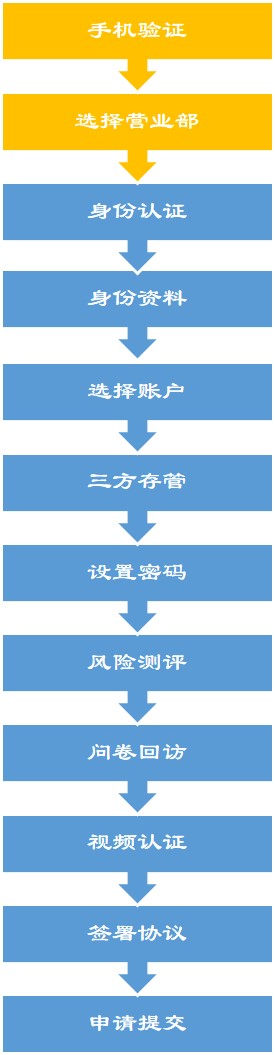 手机验证
选择营业部
身份认证
身份资料
选择账户
三方存管
设置密码
风险测评
问卷回访
视频认证
签署协议
申请提交